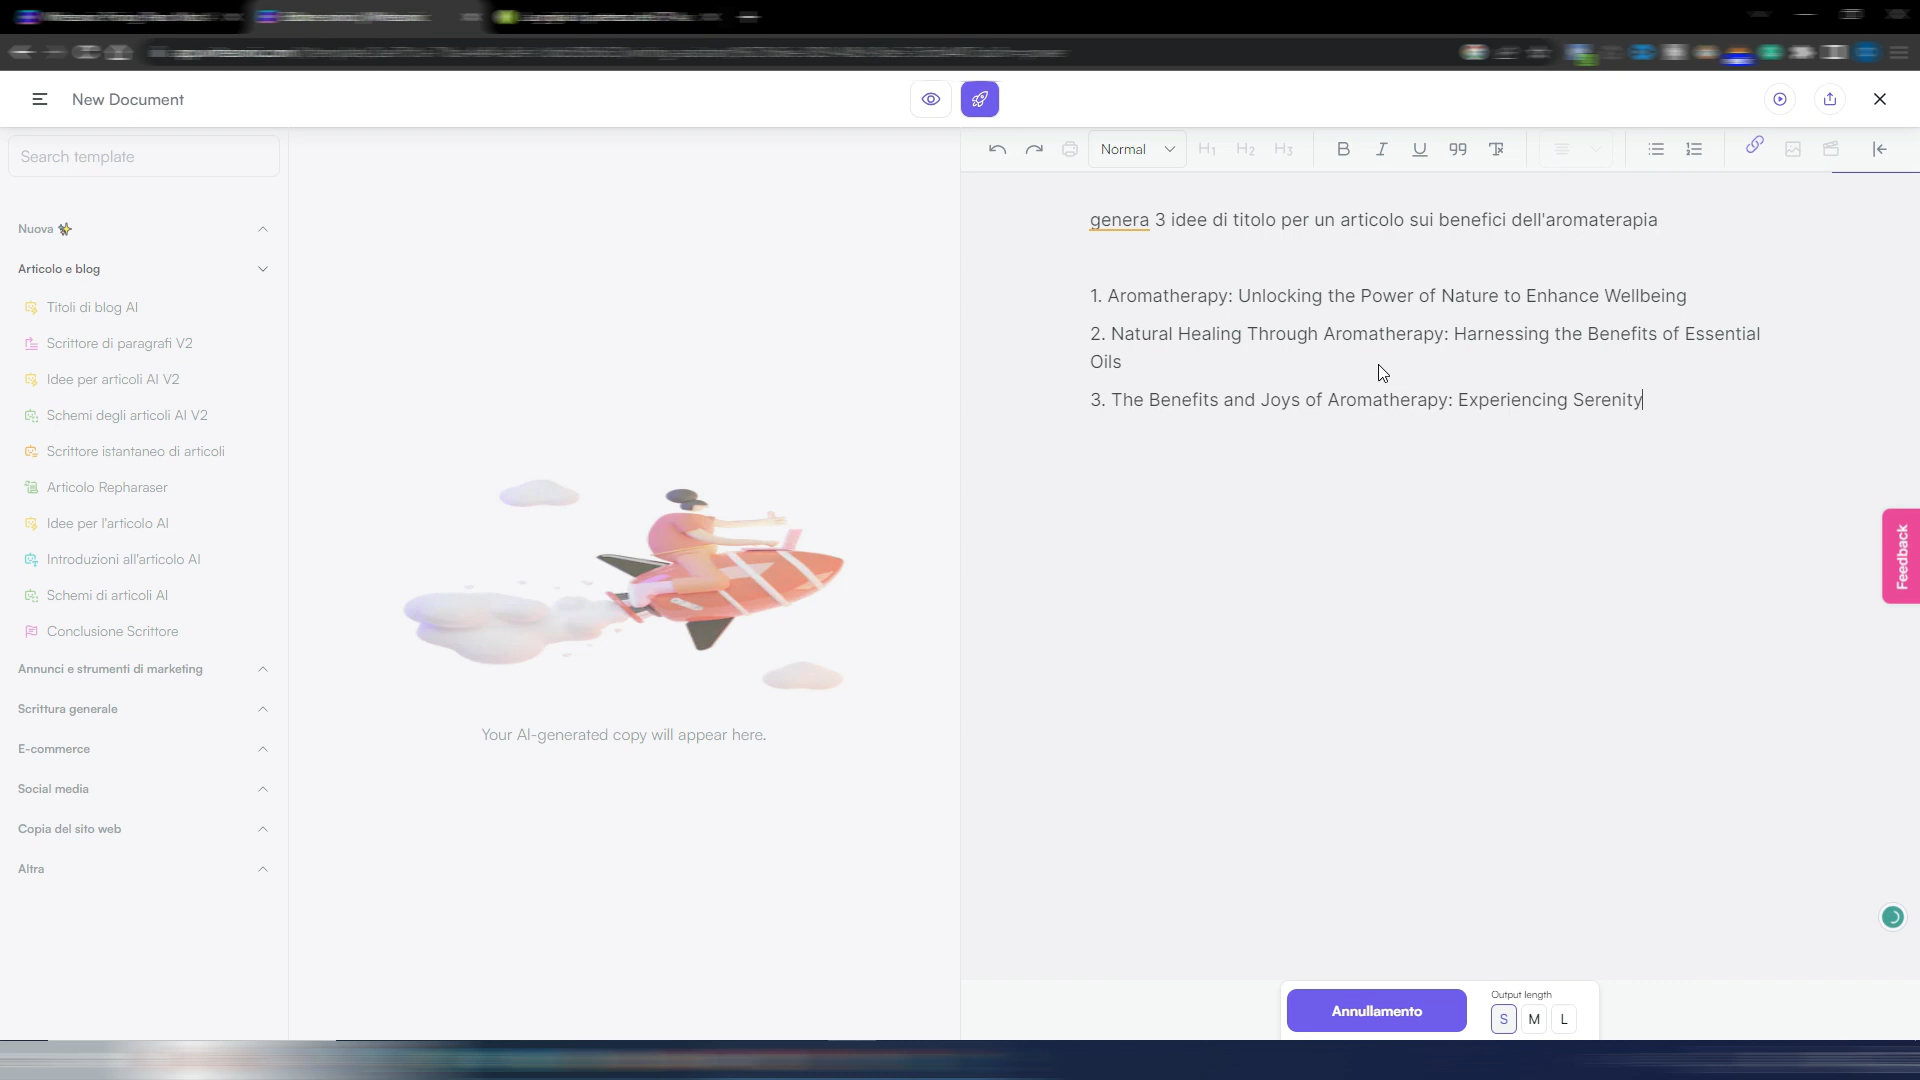 New Document
Search template
Normal
H1 H2 H3
Nuova
Articolo e blog
Titoli di blog AI
Scrittore di paragrafi V2
Idee per articoli AI V2
Schemi degli articoli AI V2
Scrittore istantaneo di articoli
Articolo Repharaser
Idee per l'articolo AI
Introduzioni all'articolo AI
Schemi di articoli AI
Conclusione Scrittore
Annunci e strumenti di marketing
Scrittura generale
E-commerce
Social media
Copia del sito web
Altra
Your AI-generated copy will appear here.
genera 3 idee di titolo per un articolo sui benefici dell'aromaterapia
1. Aromatherapy: Unlocking the Power of Nature to Enhance Wellbeing
2. Natural Healing Through Aromatherapy: Harnessing the Benefits of Essential
Oils
3. The Benefits and Joys of Aromatherapy: Experiencing Serenity
Feedback
Annullamento
Output length
S M L